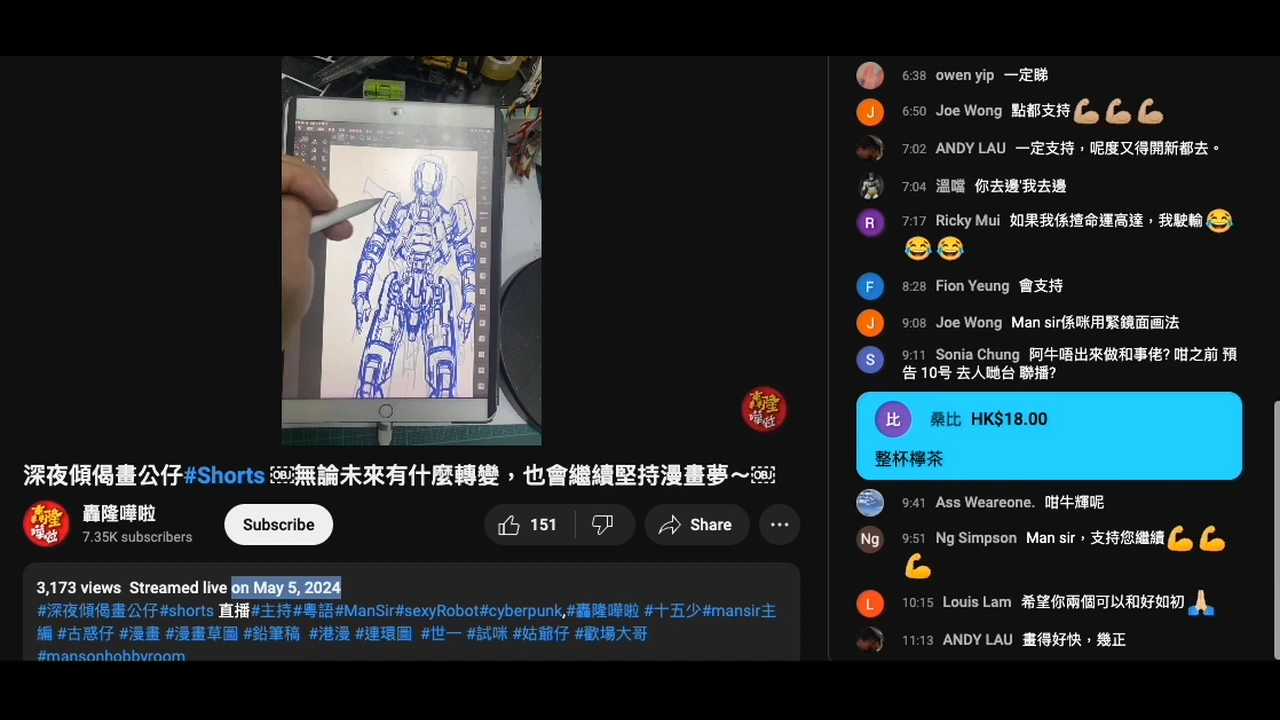 深夜傾偈畫公仔#Shorts ￼無論未來有什麼轉變，也會繼續堅持漫畫夢～￼
轟隆嘩啦
7.35K subscribers
Subscribe
151
Share
3,173 views Streamed live on May 5, 2024
#深夜傾偈畫公仔#shorts 直播#主持#粵語#ManSir#sexyRobot#cyberpunk,#轟隆嘩啦 #十五少#mansir主
編 #古惑仔 #漫畫 #漫畫草圖 #鉛筆稿 #港漫 #連環圖 #世一 #試咪 #姑爺仔 #歡場大哥
#mansonhobbyroom
6:38 owen yip 一定睇
J
6:50 Joe Wong 點都支持💪🏼💪🏼💪🏼
7:02 ANDY LAU 一定支持，呢度又得開新都去。
7:04 溫噹 你去邊'我去邊
R
7:17 Ricky Mui 如果我係揸命運高達，我駛輸😂
😂😂
F
8:28 Fion Yeung 會支持
J
9:08 Joe Wong Man sir係咪用緊鏡面画法
S
9:11 Sonia Chung 阿牛唔出來做和事佬? 咁之前 預
告 10号 去人哋台 聯播?
比
桑比 HK$18.00
整杯檸茶
9:41 Ass Weareone. 咁牛輝呢
Ng
9:51 Ng Simpson Man sir，支持您繼續💪💪
💪
L
10:15 Louis Lam 希望你兩個可以和好如初🙏🏻
11:13 ANDY LAU 畫得好快，幾正